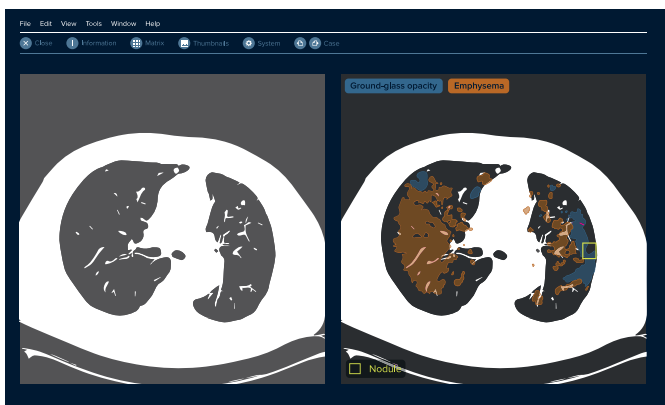 File Edit View Tools Window Help
Close Information Matrix Thumbnails System Case
Ground-glass opacity Emphysema
Nodule